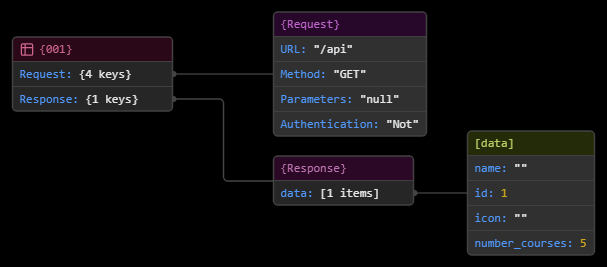 {001}
Request: {4 keys}
Response: {1 keys}
{Request}
URL: "/api"
Method: "GET"
Parameters: "null"
Authentication: "Not"
{Response}
data: [1 items]
[data]
name: ""
id: 1
icon: ""
number_courses: 5